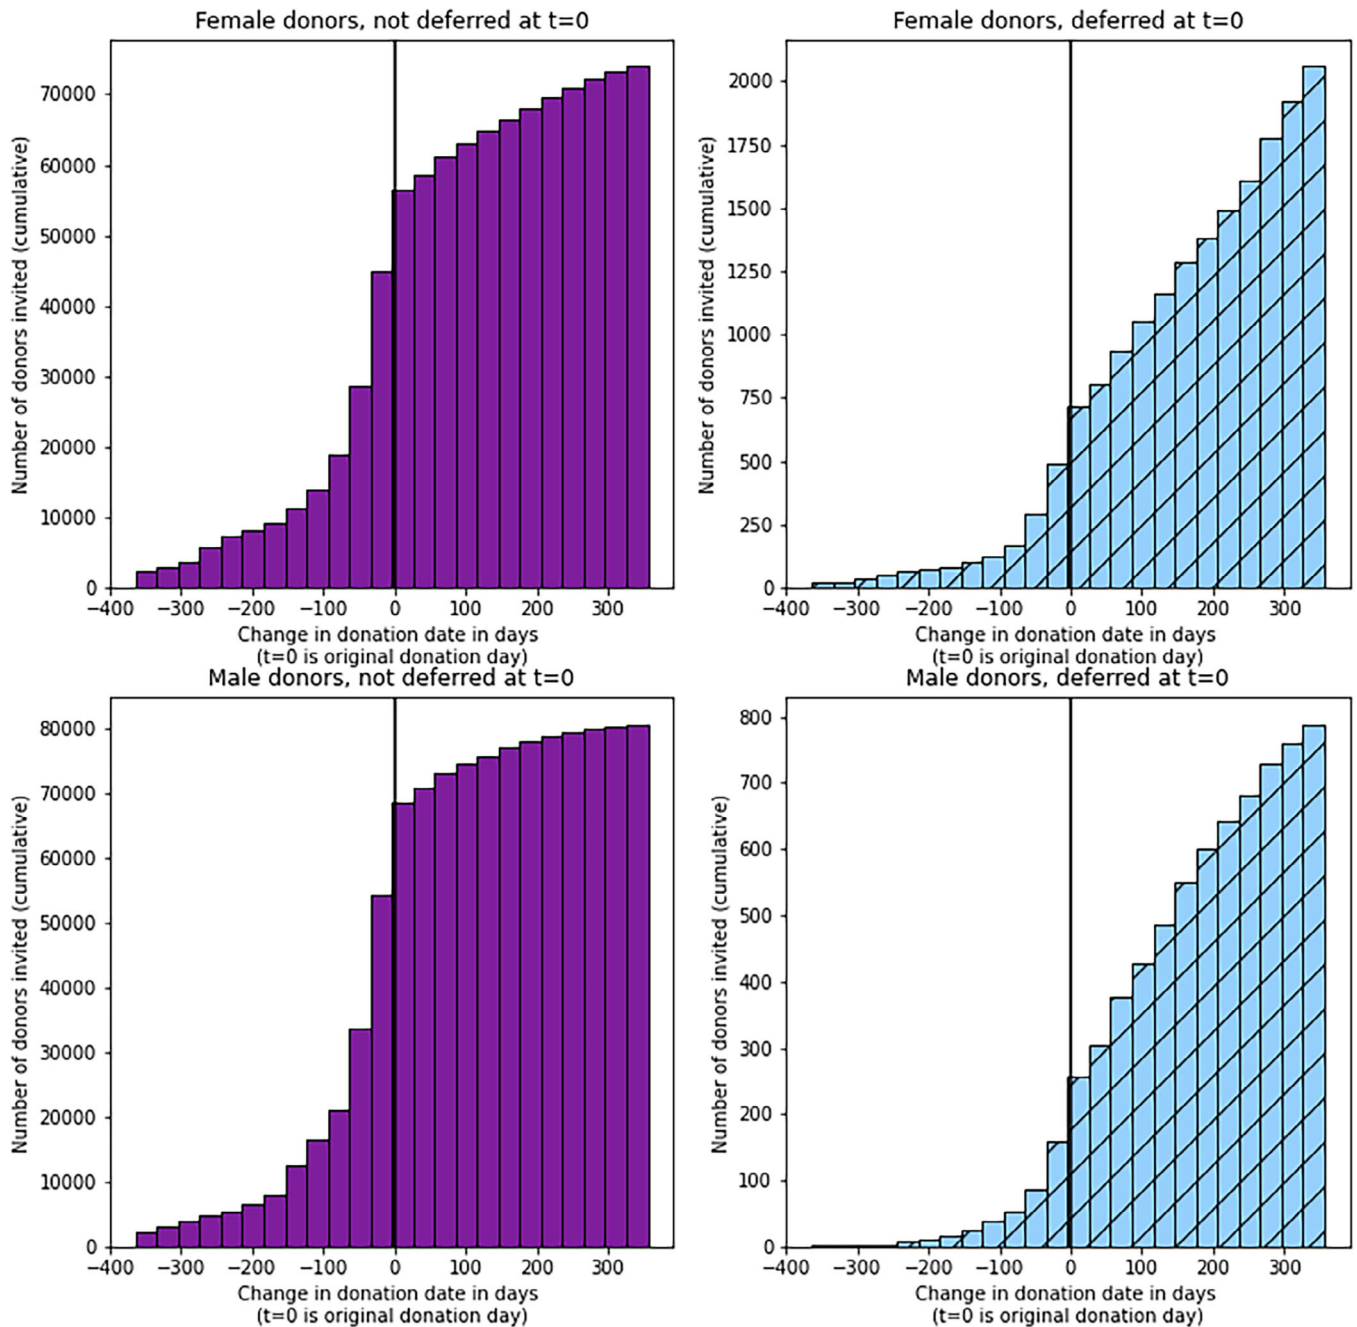 Female donors, not deferred at t=0
Number of donors invited (cumulative)
70000
60000
50000
40000
30000
20000
10000
0
−400 −300 −200 −100 0 100 200 300
Change in donation date in days
(t=0 is original donation day)
Female donors, deferred at t=0
Number of donors invited (cumulative)
2000
1750
1500
1250
1000
750
500
250
0
−400 −300 −200 −100 0 100 200 300
Change in donation date in days
(t=0 is original donation day)
Male donors, not deferred at t=0
Number of donors invited (cumulative)
80000
70000
60000
50000
40000
30000
20000
10000
0
−400 −300 −200 −100 0 100 200 300
Change in donation date in days
(t=0 is original donation day)
Male donors, deferred at t=0
Number of donors invited (cumulative)
800
700
600
500
400
300
200
100
0
−400 −300 −200 −100 0 100 200 300
Change in donation date in days
(t=0 is original donation day)